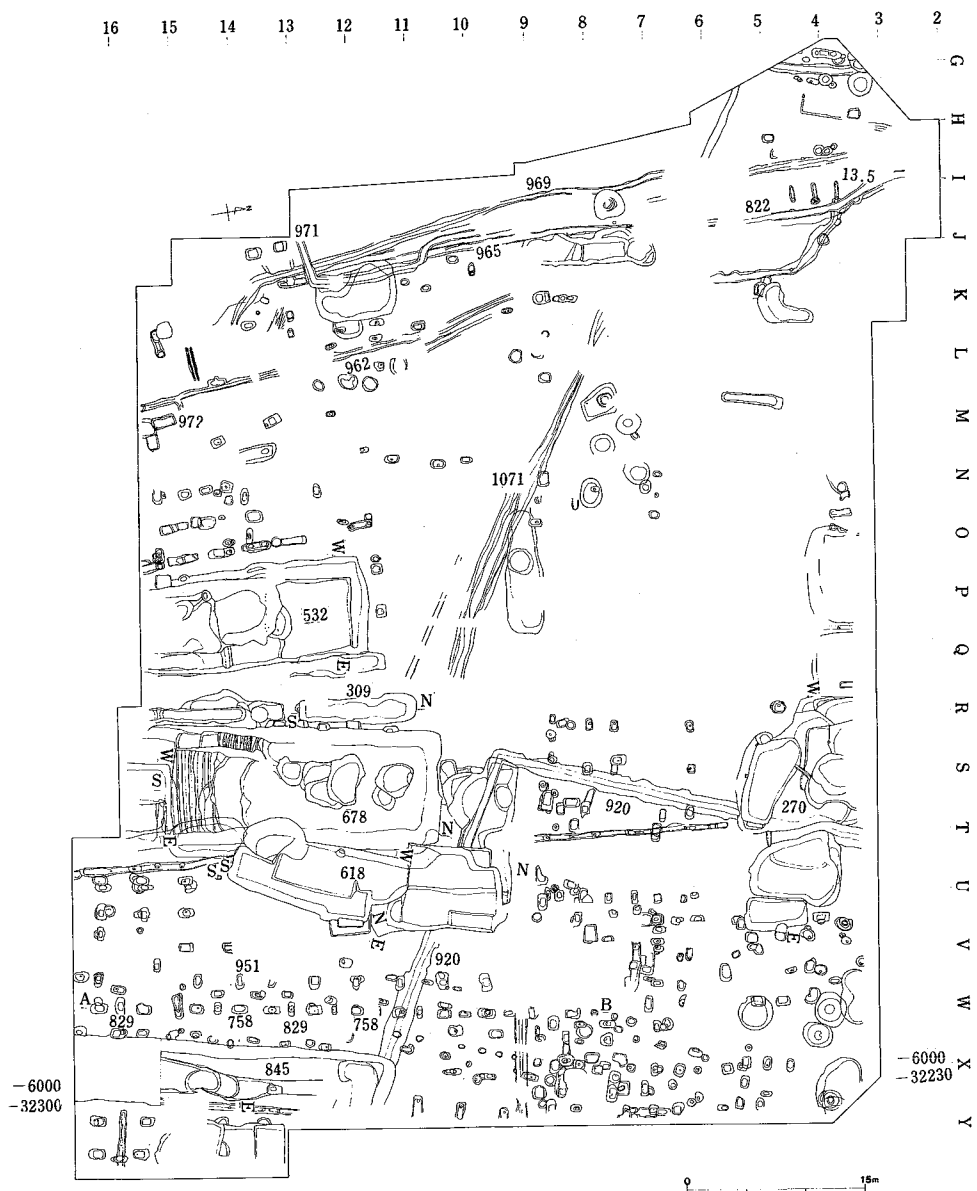 16 15 14 13 12 11 10 9 8 7 6 5 4 3 2
G
H
I
969
13.5
822
N
J
971
965
K
L
962
M
972
N
1071
O
W
P
532
Q
E
W
309
N
R
S
W
S
S
920
270
678
T
E
N
W
S
S
618
N
U
N
E
E
V
951
920
A
B
W
829 758 829 758
-6000
X
845
-32230
-6000
-32300
E
Y
0 15m